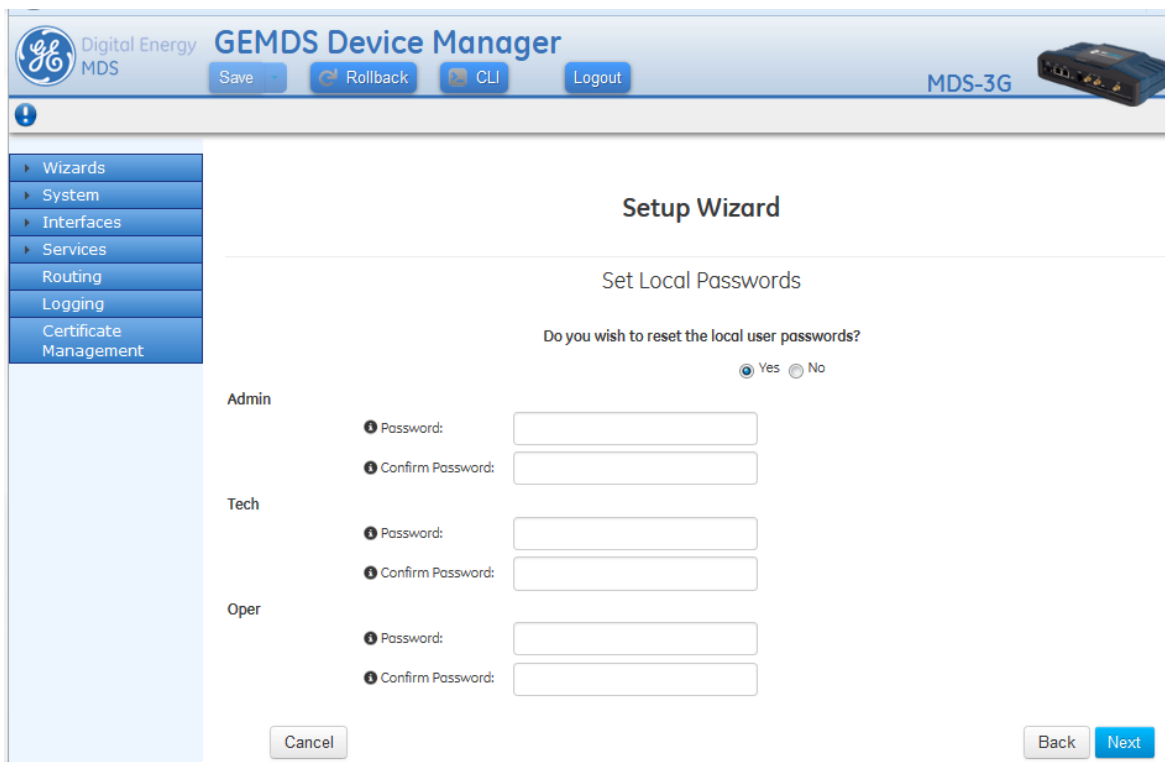 Digital Energy
MDS
GEMDS Device Manager
Save
Rollback
CLI
Logout
MDS-3G
Wizards
System
Interfaces
Services
Routing
Logging
Certificate
Management
Setup Wizard
Set Local Passwords
Do you wish to reset the local user passwords?
Yes No
Admin
Password:
Confirm Password:
Tech
Password:
Confirm Password:
Oper
Password:
Confirm Password:
Cancel
Back
Next